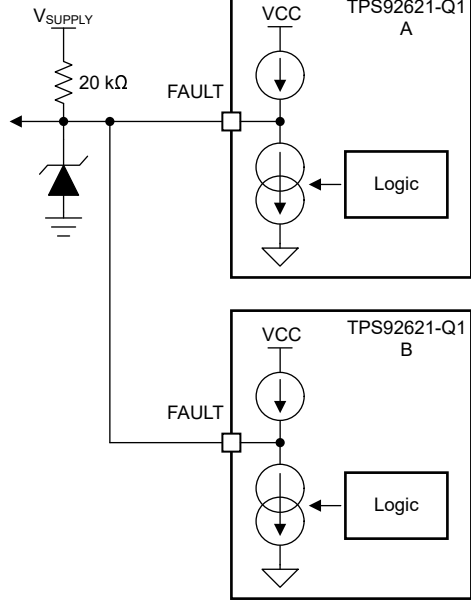 TPS92621-Q1
A
VCC
VSUPPLY
20 kΩ
FAULT
Logic
VCC
TPS92621-Q1
B
FAULT
Logic